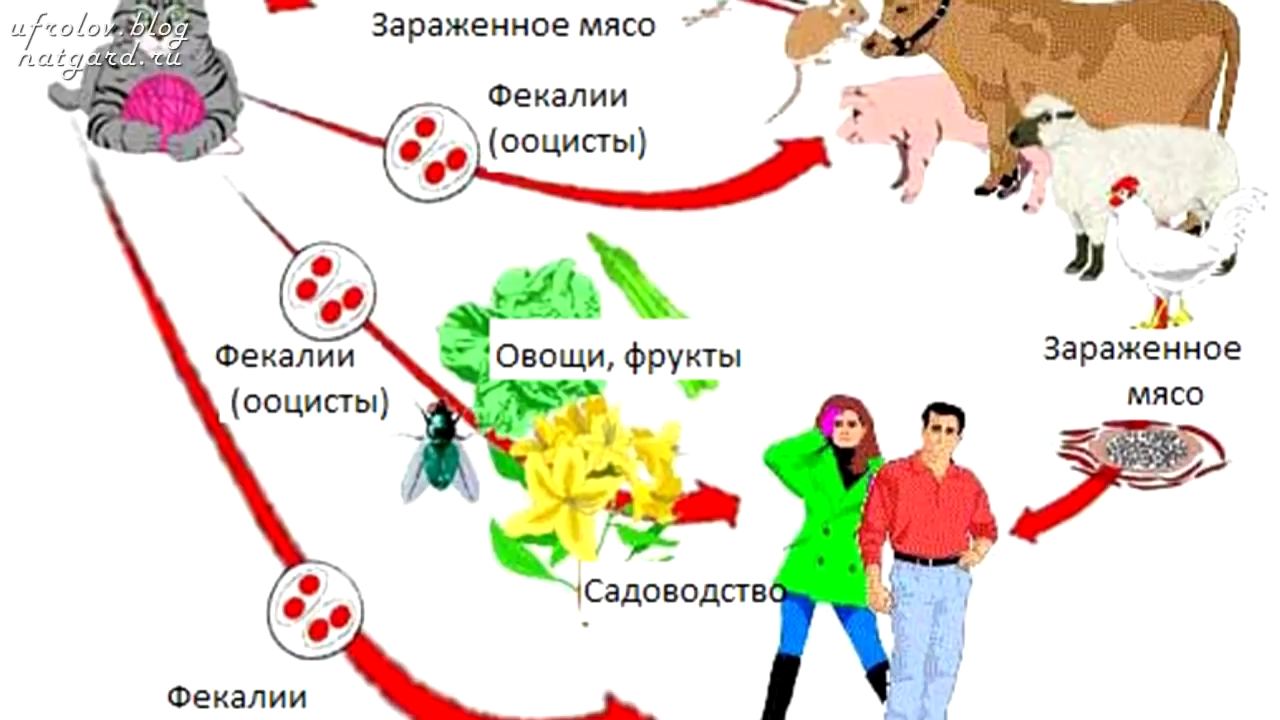 ufrolov.blog
natgard.ru
Зараженное мясо
Фекалии
(ооцисты)
Фекалии
(ооцисты)
Овощи, фрукты
Зараженное
мясо
Садоводство
Фекалии